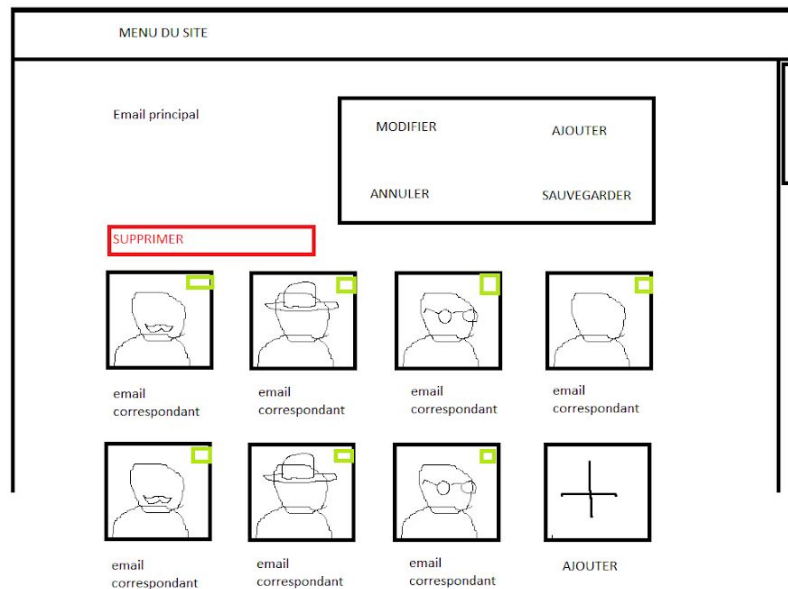 MENU DU SITE
Email principal
MODIFIER
AJOUTER
ANNULER
SAUVEGARDER
SUPPRIMER
email
correspondant
email
correspondant
email
correspondant
email
correspondant
email
correspondant
email
correspondant
email
correspondant
AJOUTER